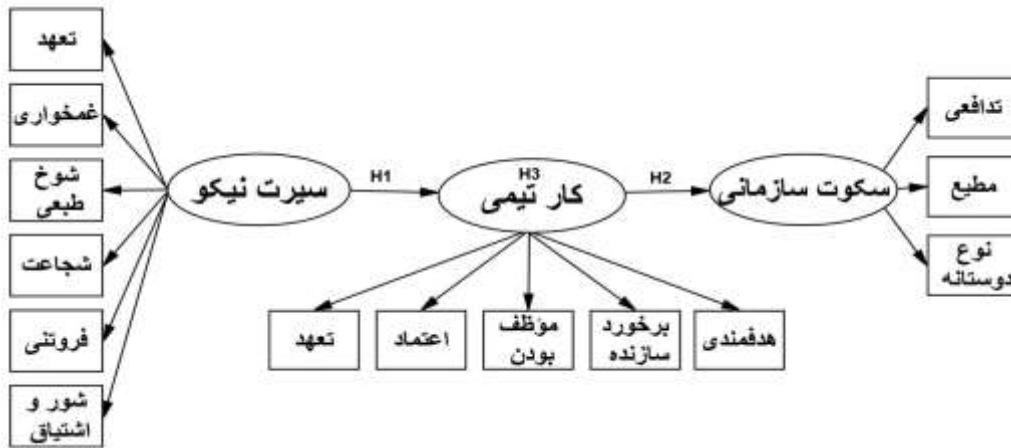 تعهد
غمخواری
شوخ
طبعی
شجاعت
فروتنی
شور و
اشتیاق
سیرت نیکو
H1
H3
کار تیمی
H2
سکوت سازمانی
تدافعی
مطیع
نوع
دوستانه
تعهد
اعتماد
مؤظف
بودن
برخورد
سازنده
هدفمندی